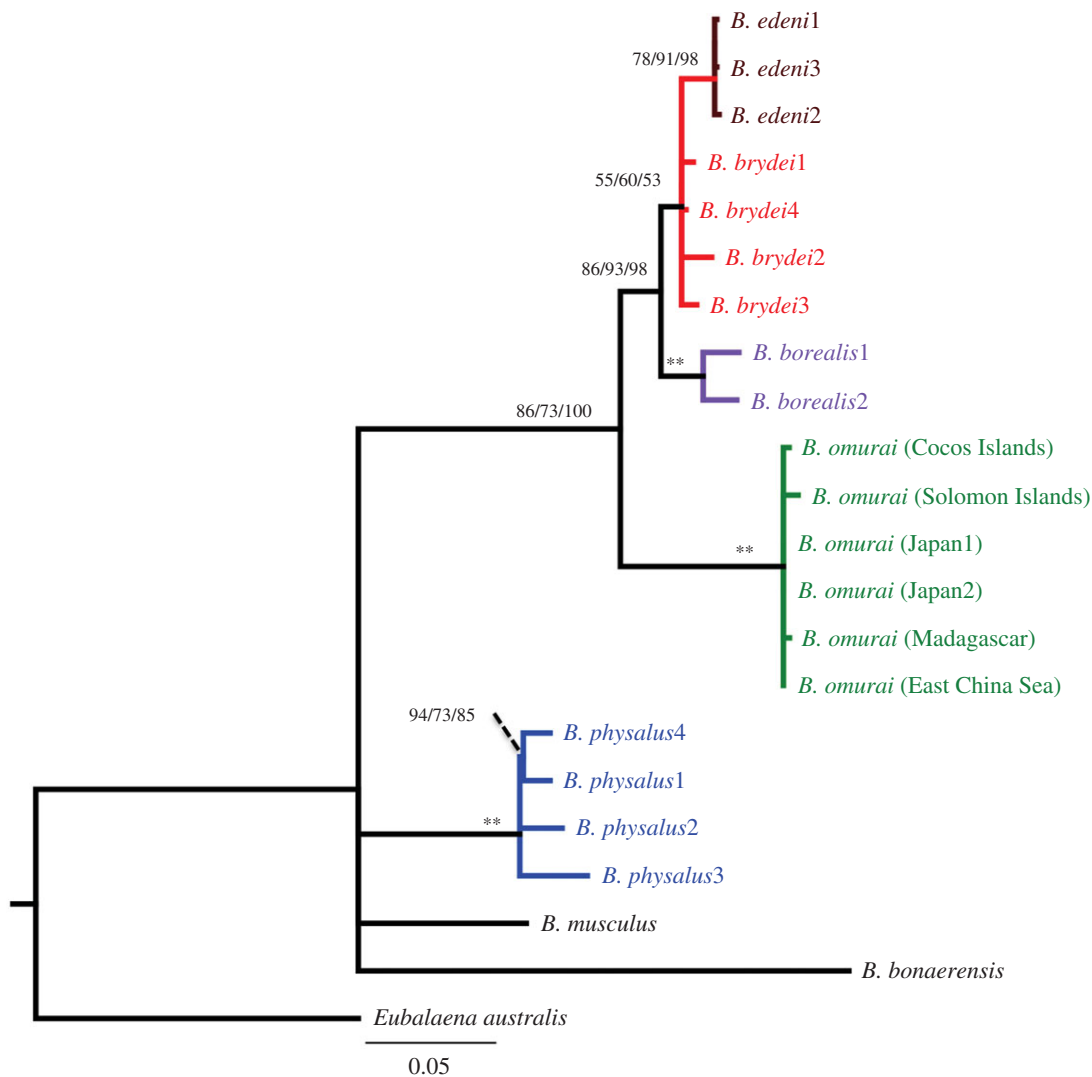 B. edeni1
78/91/98
B. edeni3
B. edeni2
B. brydei1
55/60/53
B. brydei4
B. brydei2
86/93/98
B. brydei3
B. borealis1
**
B. borealis2
86/73/100
B. omurai (Cocos Islands)
B. omurai (Solomon Islands)
B. omurai (Japan1)
**
B. omurai (Japan2)
B. omurai (Madagascar)
B. omurai (East China Sea)
94/73/85
B. physalus4
B. physalus1
**
B. physalus2
B. physalus3
B. musculus
B. bonaerensis
Eubalaena australis
0.05